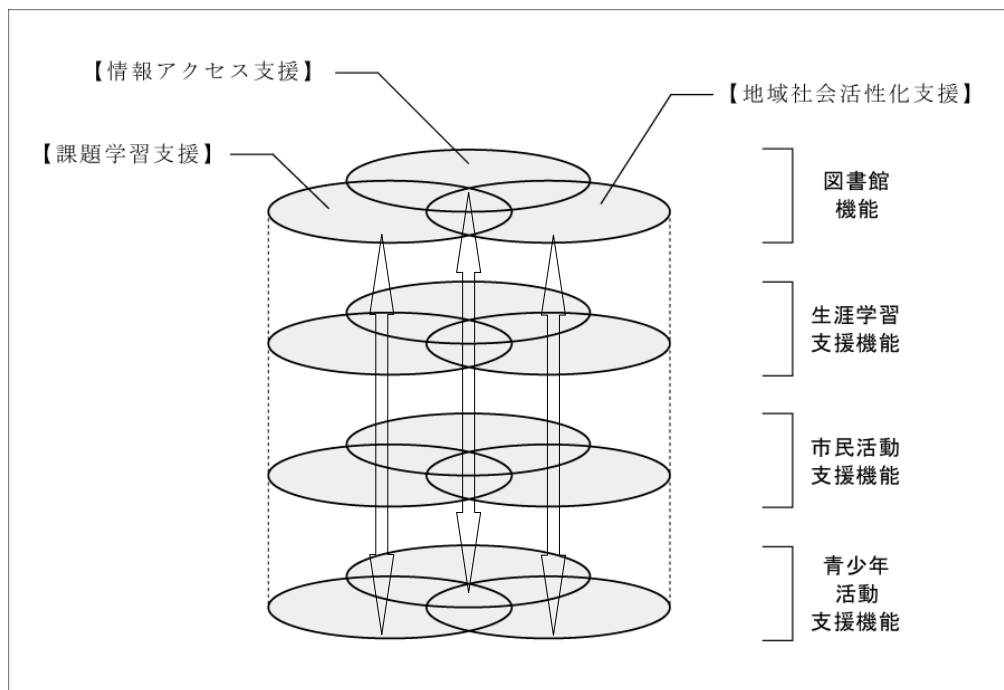 【情報アクセス支援】
【地域社会活性化支援】
【課題学習支援】
図書館
機能
生涯学習
支援機能
市民活動
支援機能
青少年
活動
支援機能